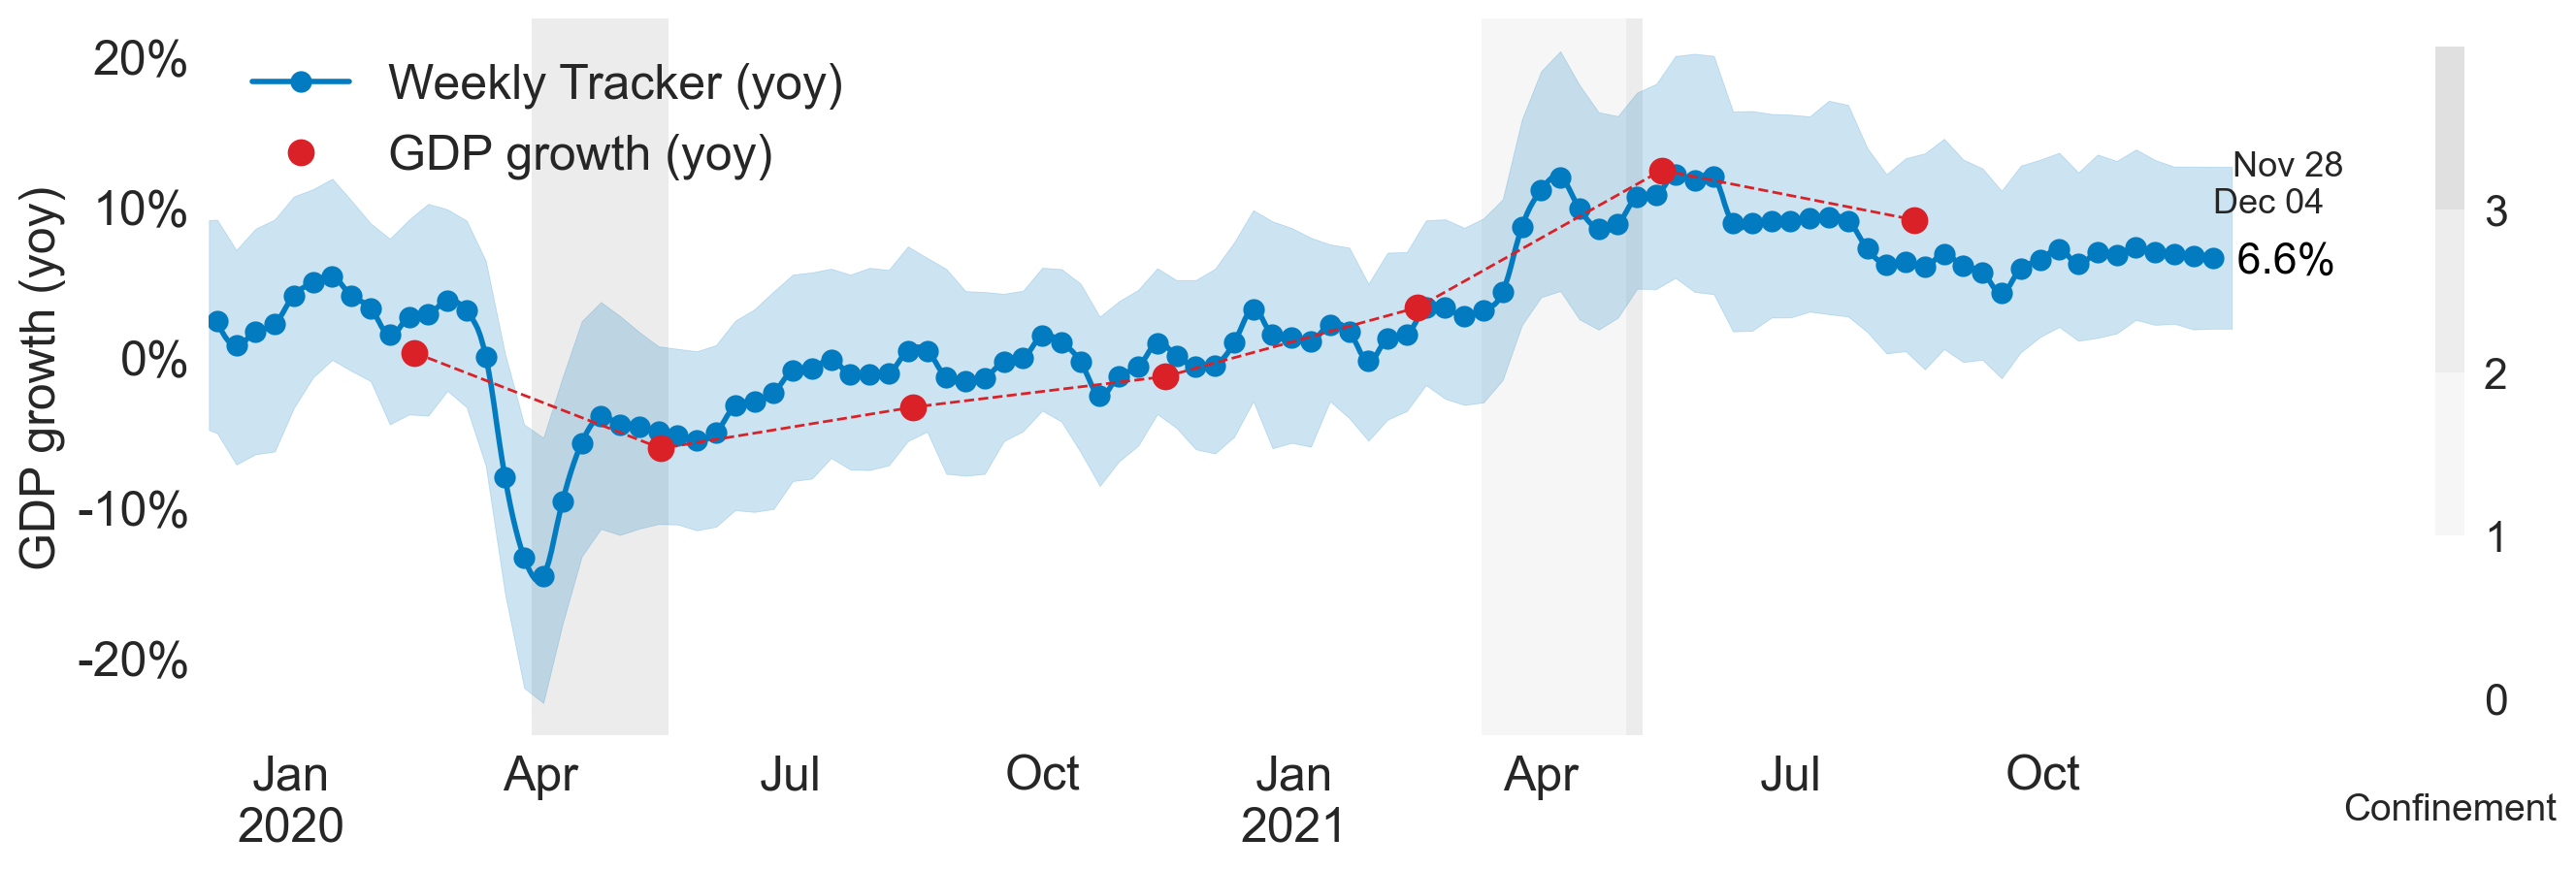 Weekly Tracker (yoy)
GDP growth (yoy)
GDP growth (yoy)
20%
10%
0%
-10%
-20%
Nov 28
Dec 04
6.6%
Jan
2020
Apr
Jul
Oct
Jan
2021
Apr
Jul
Oct
3
2
1
0
Confinement